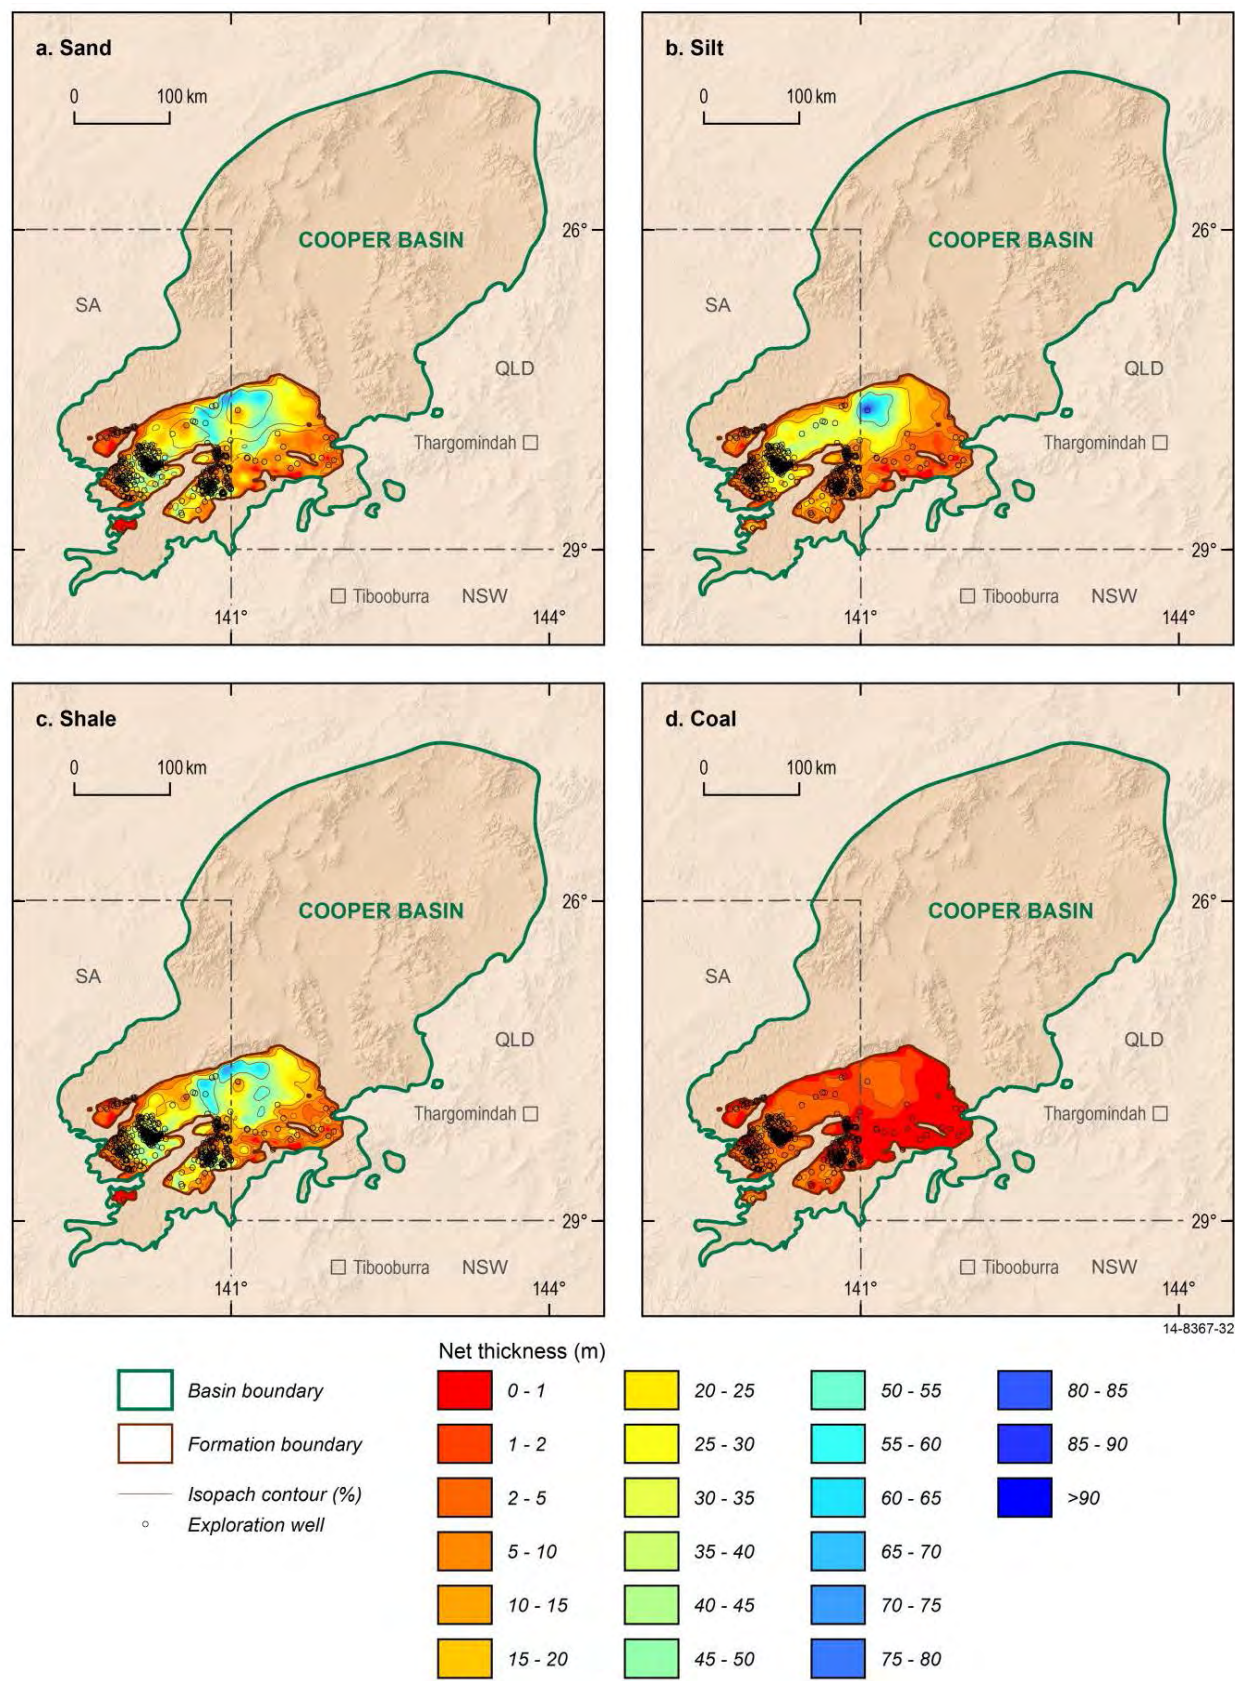 a. Sand
0 100 km
COOPER BASIN
26°
SA
QLD
Thargomindah
29°
Tibooburra NSW
141° 144°
b. Silt
0 100 km
COOPER BASIN
26°
SA
QLD
Thargomindah
29°
Tibooburra NSW
141° 144°
c. Shale
0 100 km
COOPER BASIN
26°
SA
QLD
Thargomindah
29°
Tibooburra NSW
141° 144°
d. Coal
0 100 km
COOPER BASIN
26°
SA
QLD
Thargomindah
29°
Tibooburra NSW
141° 144°
14-8367-32
Basin boundary
Formation boundary
Isopach contour (%)
Exploration well
Net thickness (m)
0 - 1
1 - 2
2 - 5
5 - 10
10 - 15
15 - 20
20 - 25
25 - 30
30 - 35
35 - 40
40 - 45
45 - 50
50 - 55
55 - 60
60 - 65
65 - 70
70 - 75
75 - 80
80 - 85
85 - 90
>90